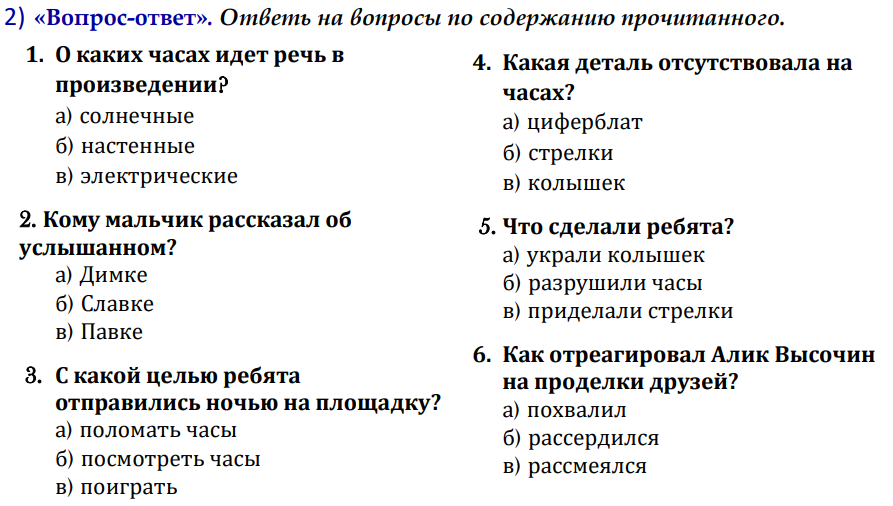 2) «Вопрос-ответ». Ответь на вопросы по содержанию прочитанного.
1. О каких часах идет речь в
произведении?
а) солнечные
б) настенные
в) электрические
2. Кому мальчик рассказал об
услышанном?
а) Димке
б) Славке
в) Павке
3. С какой целью ребята
отправились ночью на площадку?
а) поломать часы
б) посмотреть часы
в) поиграть
4. Какая деталь отсутствовала на
часах?
а) циферблат
б) стрелки
в) колышек
5. Что сделали ребята?
а) украли колышек
б) разрушили часы
в) приделали стрелки
6. Как отреагировал Алик Высочин
на проделки друзей?
а) похвалил
б) рассердился
в) рассмеялся